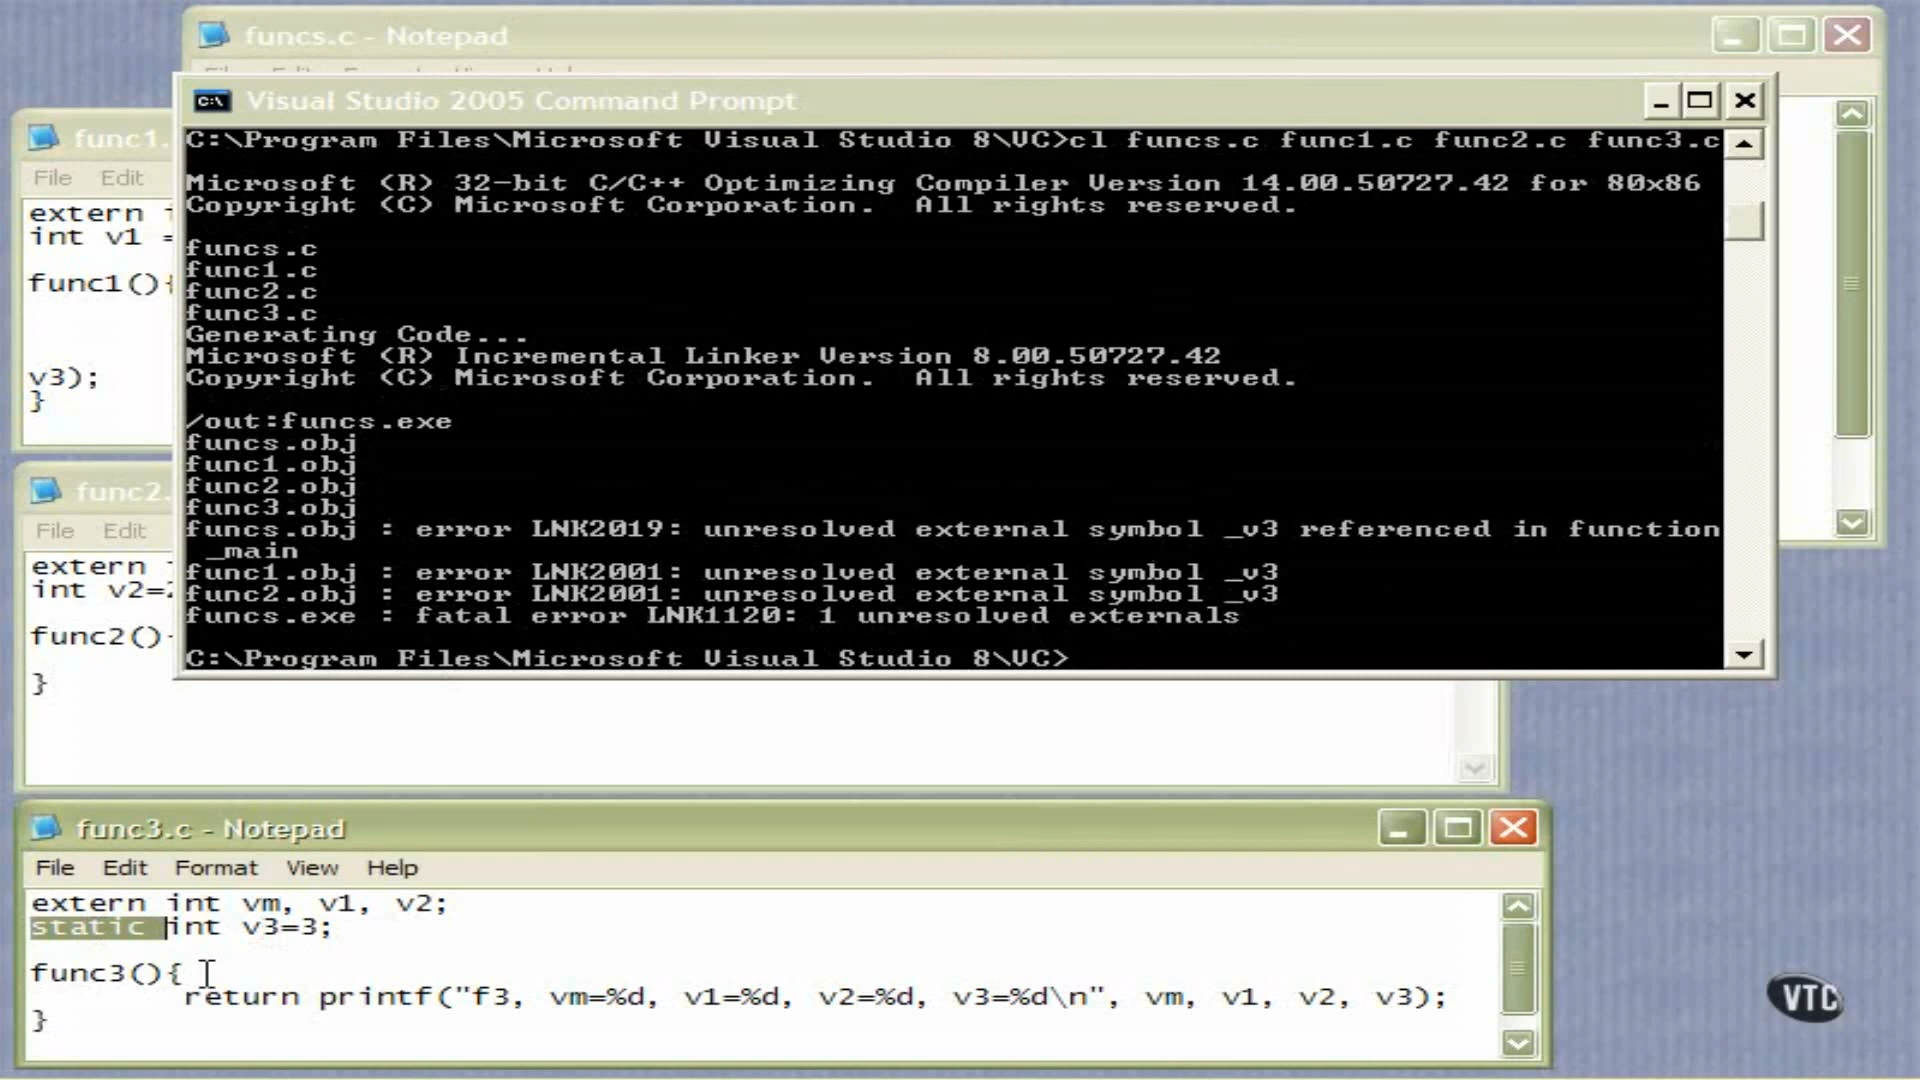 funcs.c - Notepad
Visual Studio 2005 Command Prompt
C:\Program Files\Microsoft Visual Studio 8\VC>cl funcs.c func1.c func2.c func3.c
Microsoft (R) 32-bit C/C++ Optimizing Compiler Version 14.00.50727.42 for 80x86
Copyright (C) Microsoft Corporation.  All rights reserved.
funcs.c
func1.c
func2.c
func3.c
Generating Code...
Microsoft (R) Incremental Linker Version 8.00.50727.42
Copyright (C) Microsoft Corporation.  All rights reserved.
/out:funcs.exe
funcs.obj
func1.obj
func2.obj
func3.obj
funcs.obj : error LNK2019: unresolved external symbol _v3 referenced in function
_main
func1.obj : error LNK2001: unresolved external symbol _v3
func2.obj : error LNK2001: unresolved external symbol _v3
funcs.exe : fatal error LNK1120: 1 unresolved externals
C:\Program Files\Microsoft Visual Studio 8\VC>
func1.
File Edit
extern
int v1 =
func1(){
v3);
}
func2.
File Edit
extern
int v2=
func2()
}
func3.c - Notepad
File Edit Format View Help
extern int vm, v1, v2;
static int v3=3;
func3(){
return printf("f3, vm=%d, v1=%d, v2=%d, v3=%d\n", vm, v1, v2, v3);
}
VTC